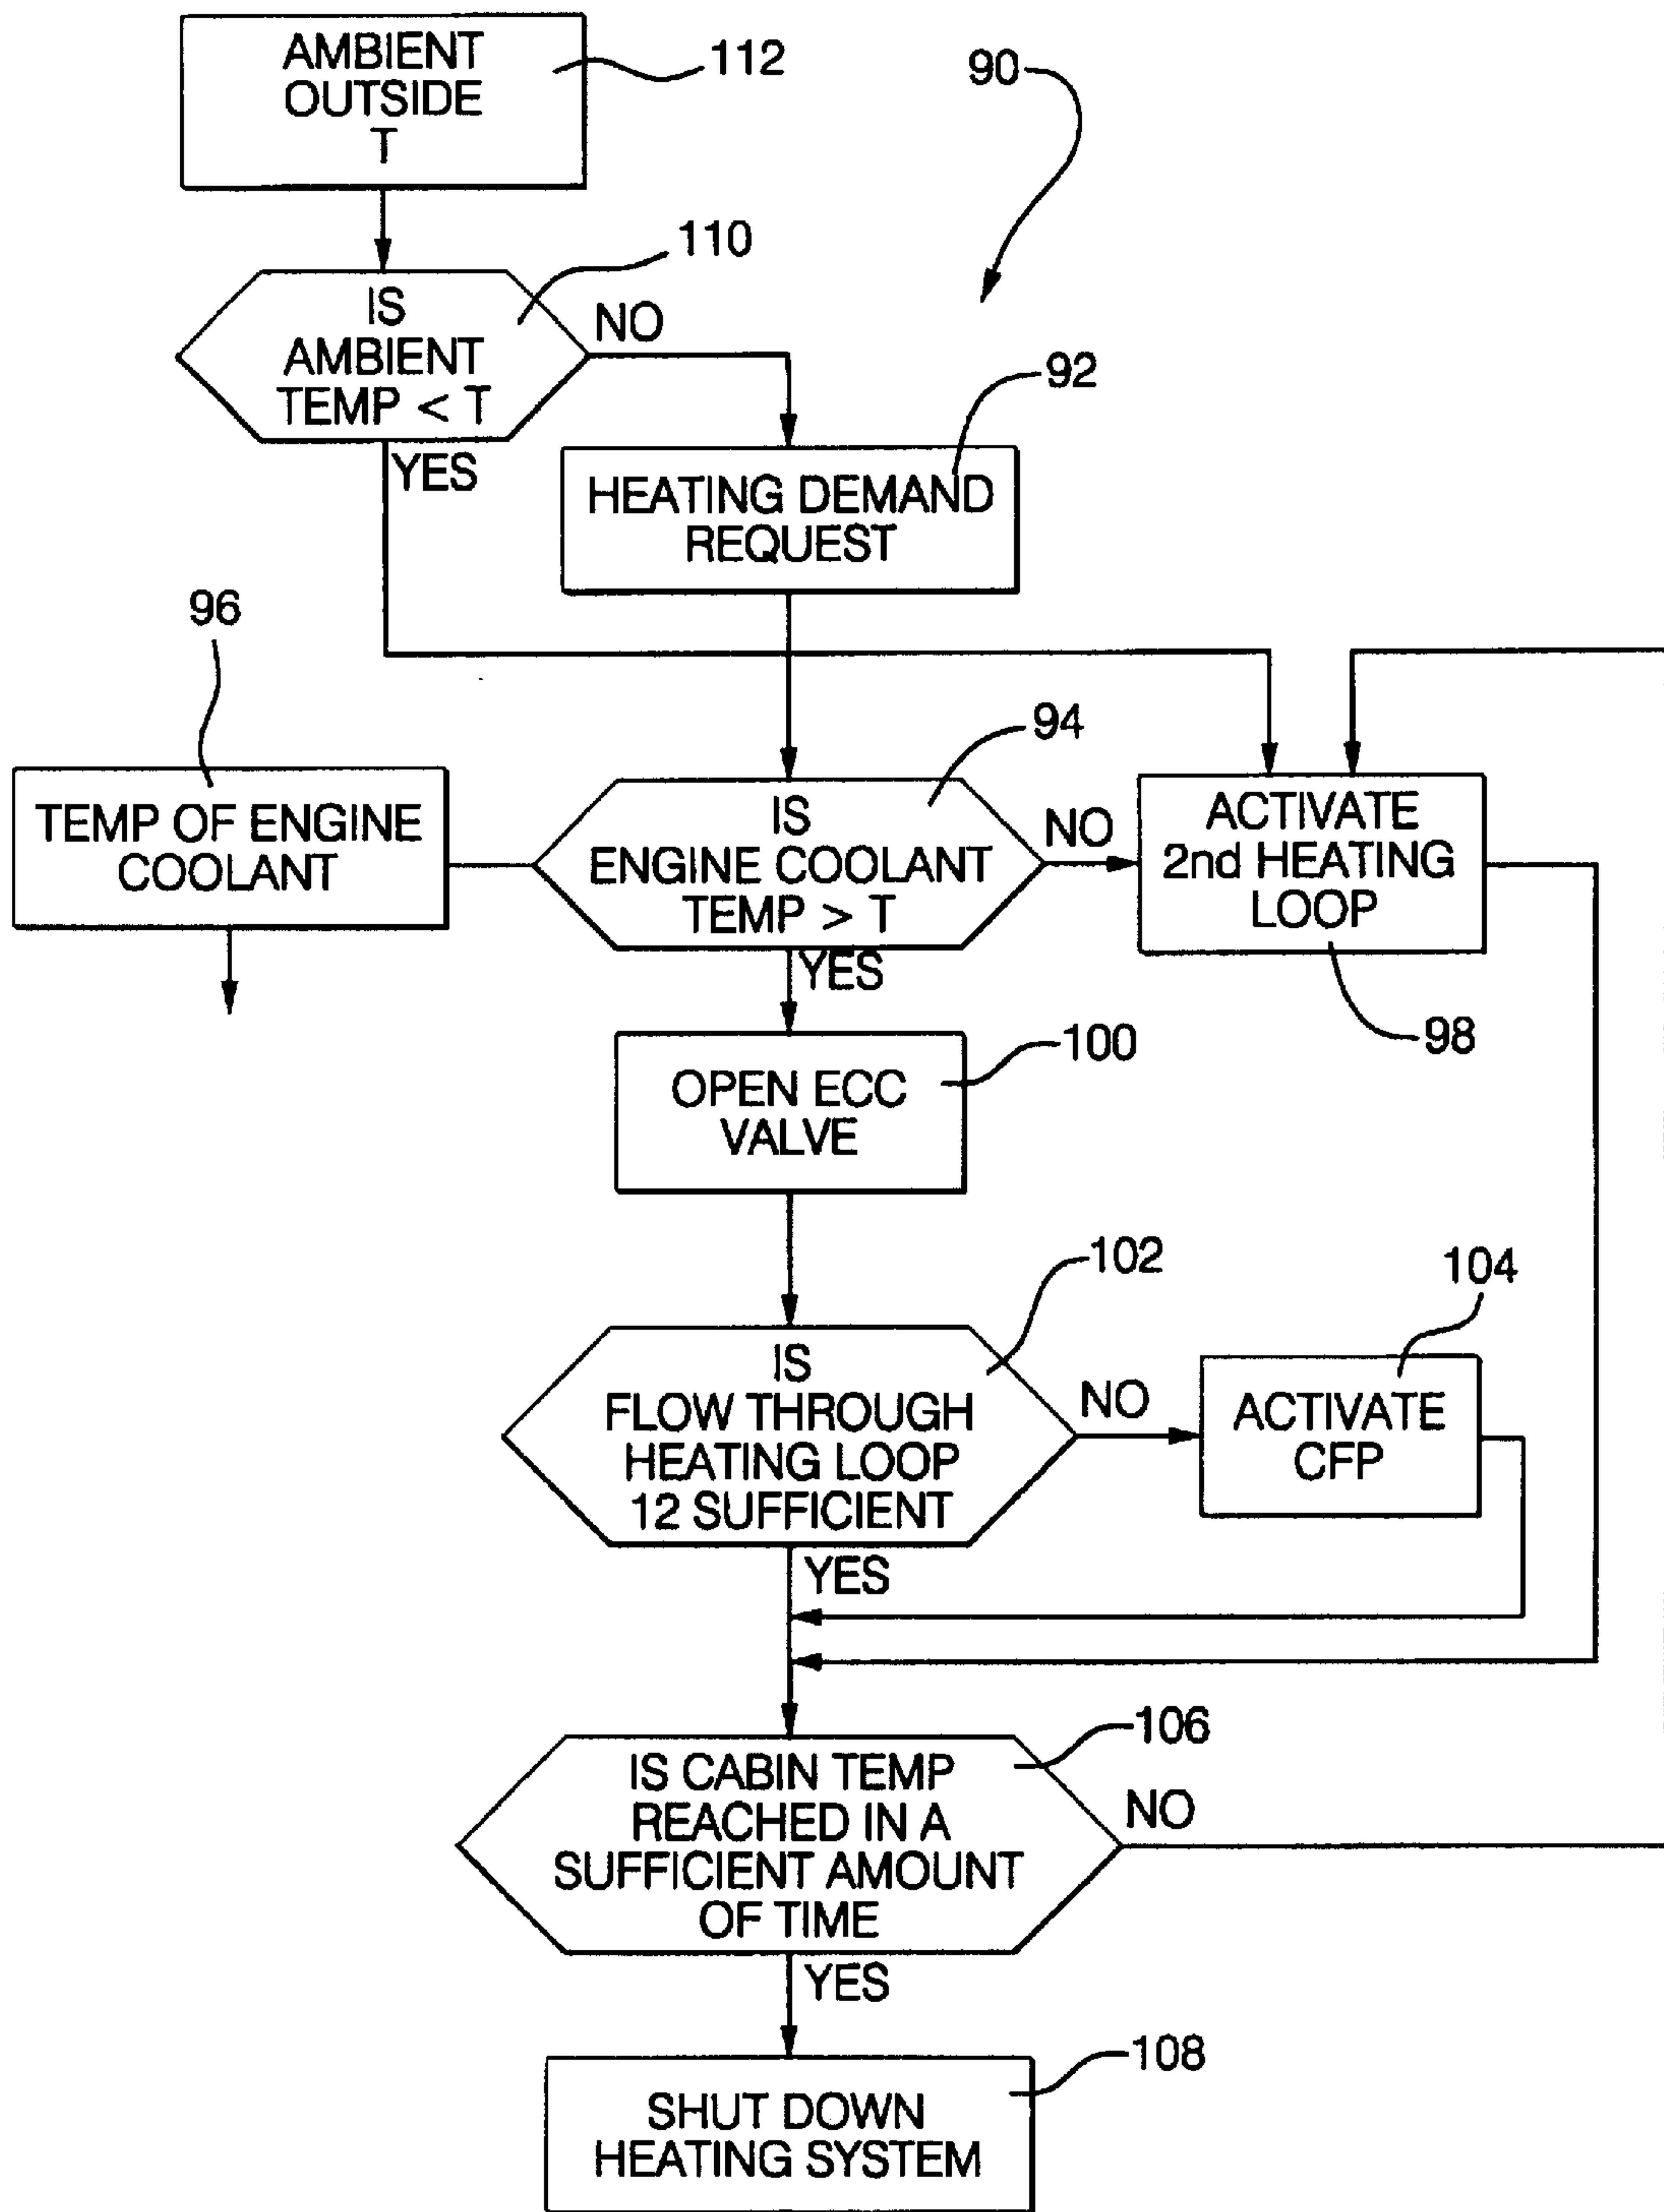 AMBIENT
OUTSIDE
T
112
90
110
IS
AMBIENT
TEMP < T
NO
YES
92
HEATING DEMAND
REQUEST
96
94
TEMP OF ENGINE
COOLANT
IS
ENGINE COOLANT
TEMP > T
NO
YES
ACTIVATE
2nd HEATING
LOOP
98
100
OPEN ECC
VALVE
102
IS
FLOW THROUGH
HEATING LOOP
12 SUFFICIENT
NO
YES
104
ACTIVATE
CFP
106
IS CABIN TEMP
REACHED IN A
SUFFICIENT AMOUNT
OF TIME
NO
YES
108
SHUT DOWN
HEATING SYSTEM